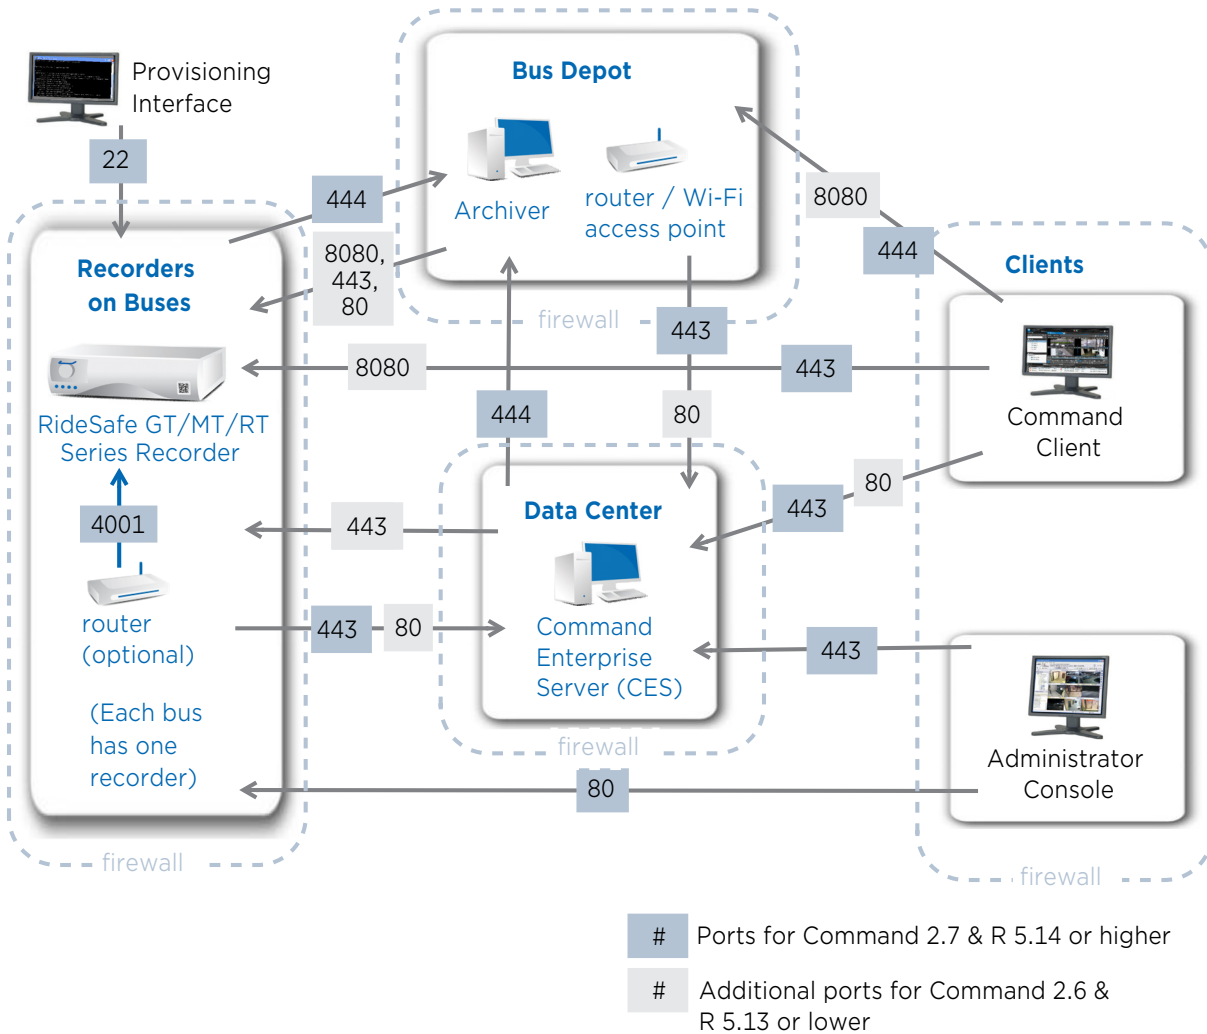 Provisioning
Interface
22
Bus Depot
Archiver
router / Wi-Fi
access point
firewall
444
8080,
443,
80
8080
444
Recorders
on Buses
RideSafe GT/MT/RT
Series Recorder
4001
router
(optional)
(Each bus
has one
recorder)
firewall
8080
443
444
443
80
443
443
80
Data Center
Command
Enterprise
Server (CES)
firewall
443
80
443
80
Clients
Command
Client
Administrator
Console
firewall
# Ports for Command 2.7 & R 5.14 or higher
# Additional ports for Command 2.6 &
R 5.13 or lower